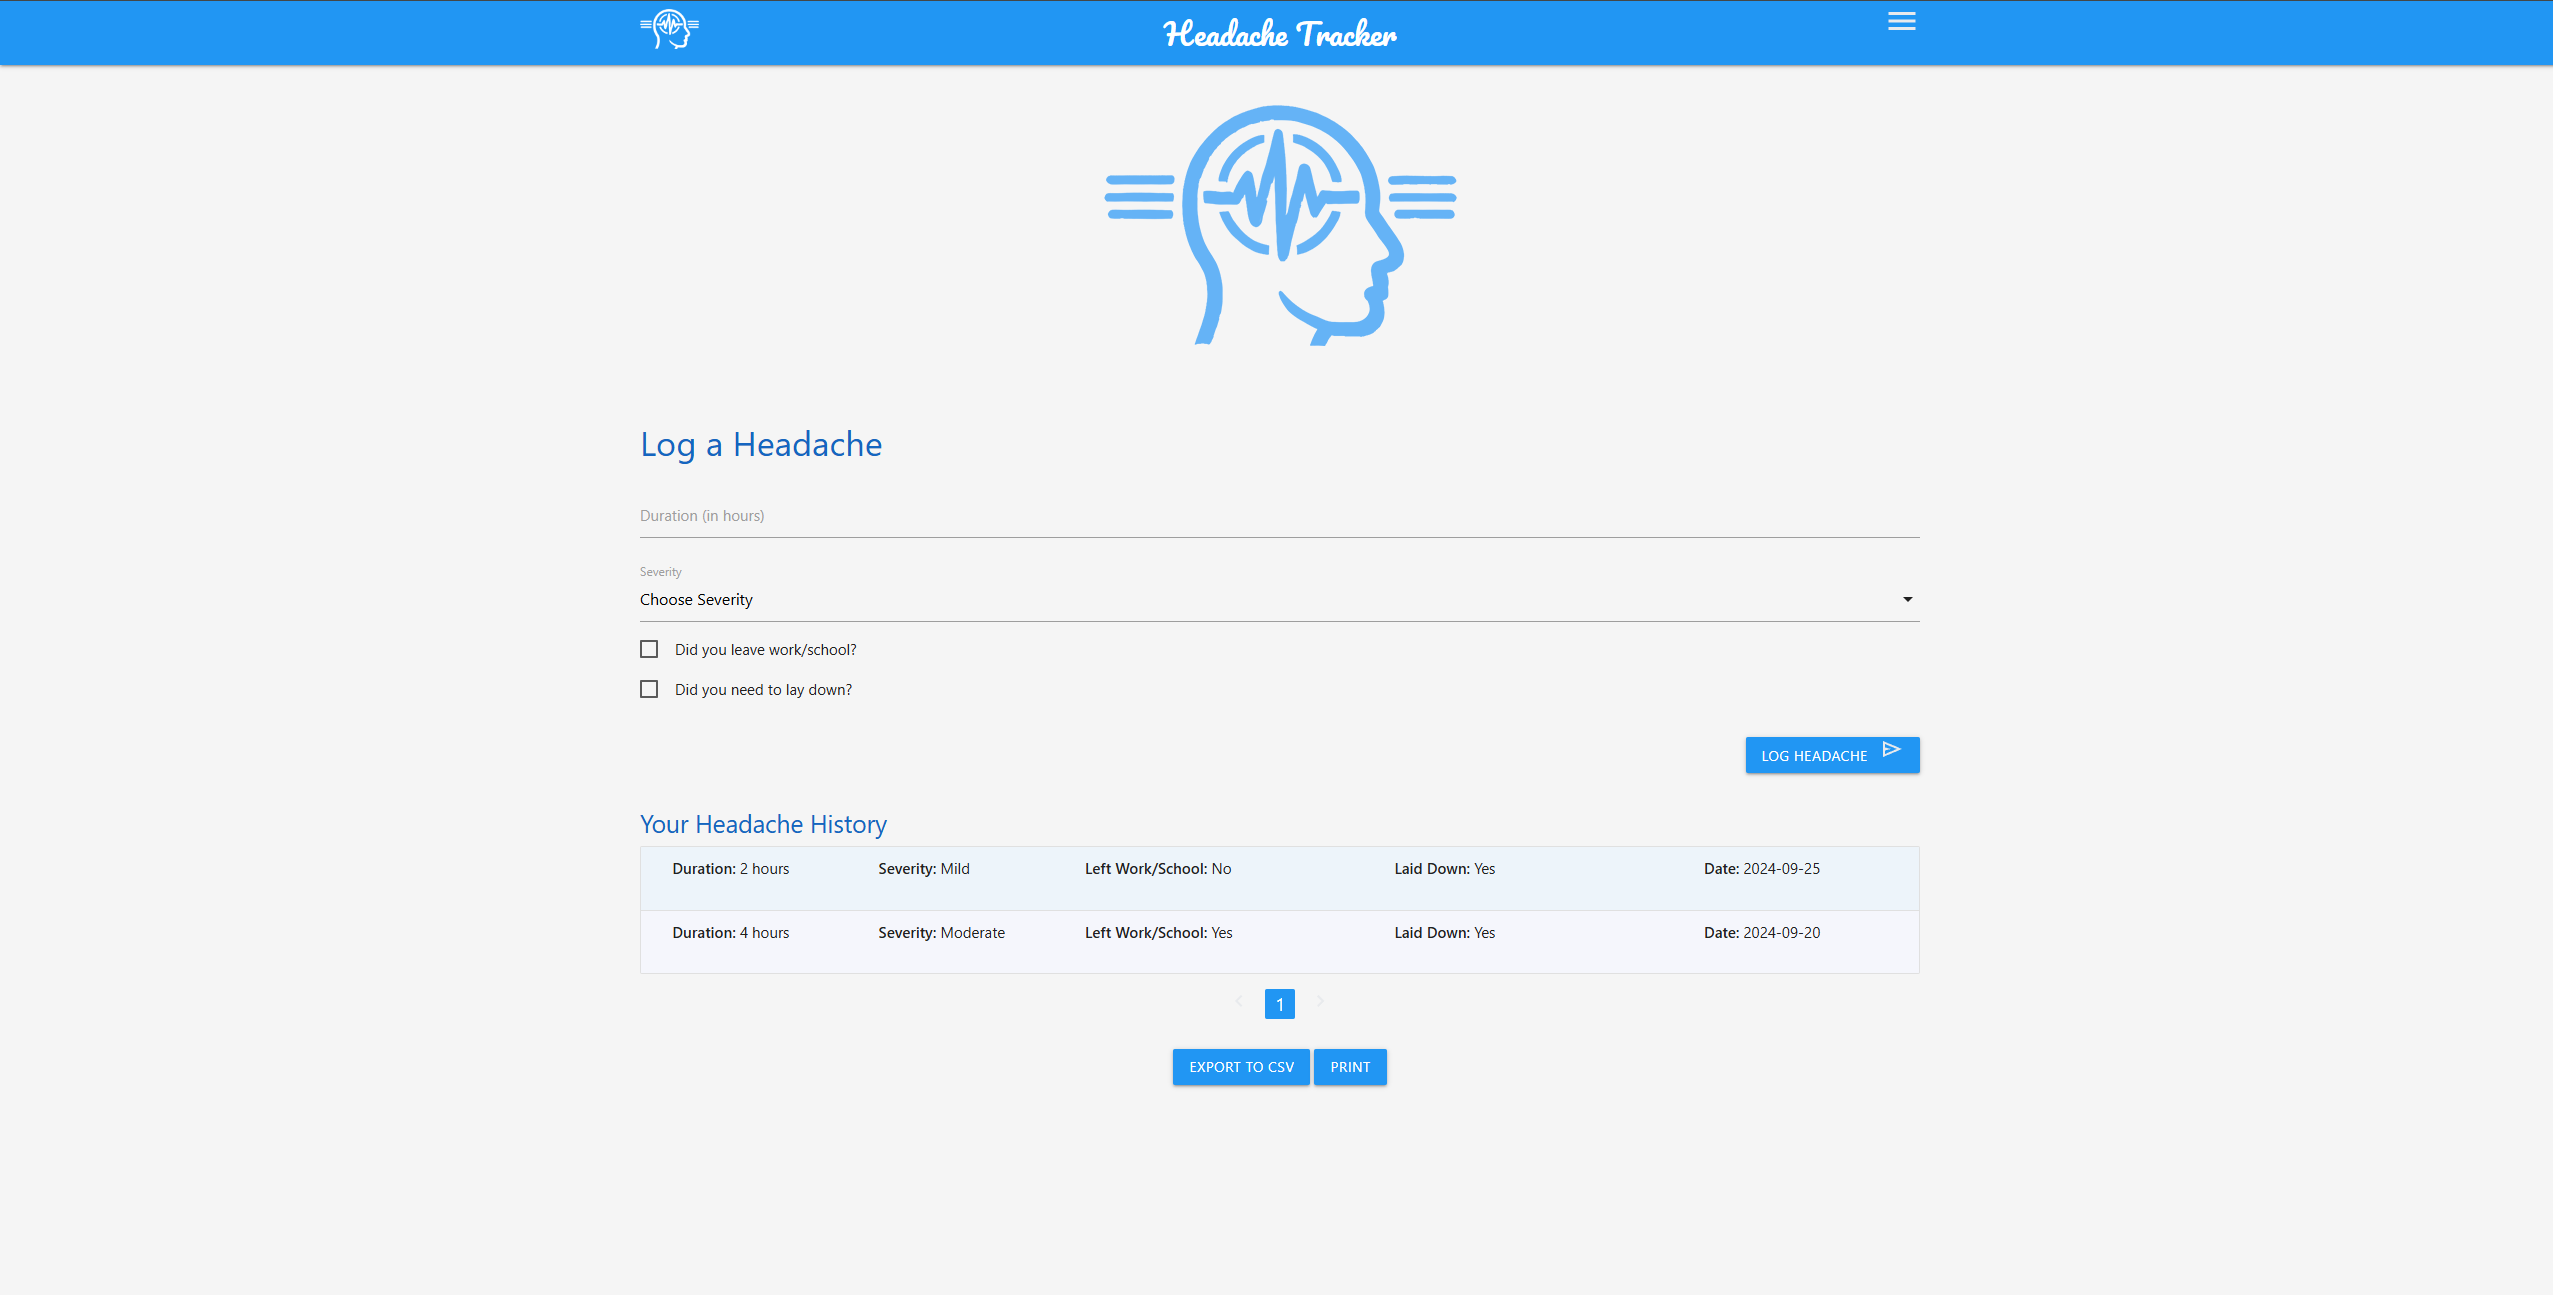 Headache Tracker
Log a Headache
Duration (in hours)
Severity
Choose Severity
Did you leave work/school?
Did you need to lay down?
LOG HEADACHE
Your Headache History
Duration: 2 hours Severity: Mild Left Work/School: No Laid Down: Yes Date: 2024-09-25
Duration: 4 hours Severity: Moderate Left Work/School: Yes Laid Down: Yes Date: 2024-09-20
1
EXPORT TO CSV PRINT